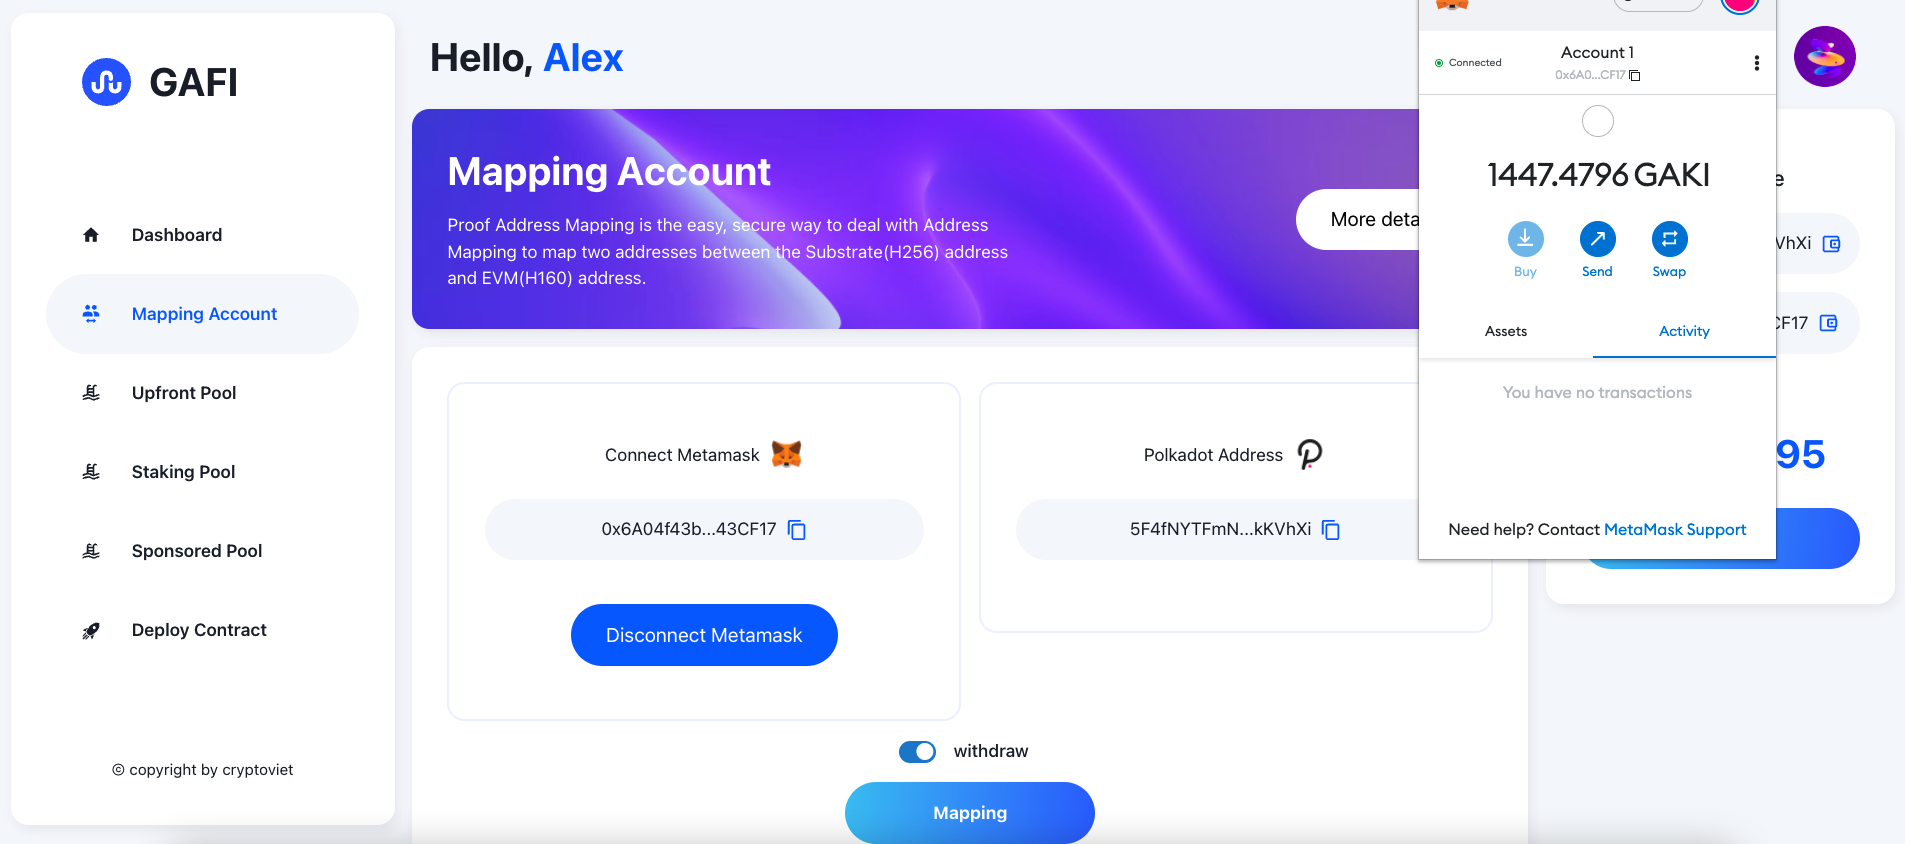 GAFI
Dashboard
Mapping Account
Upfront Pool
Staking Pool
Sponsored Pool
Deploy Contract
© copyright by cryptoviet
Hello, Alex
Mapping Account
Proof Address Mapping is the easy, secure way to deal with Address
Mapping to map two addresses between the Substrate(H256) address
and EVM(H160) address.
More deta
Connect Metamask
0x6A04f43b...43CF17
Disconnect Metamask
Polkadot Address
5F4fNYTFmN...kKVhXi
withdraw
Mapping
Connected
Account 1
0x6A0...CF17
1447.4796 GAKI
Buy
Send
Swap
Assets
Activity
You have no transactions
Need help? Contact MetaMask Support
e
VhXi
CF17
95